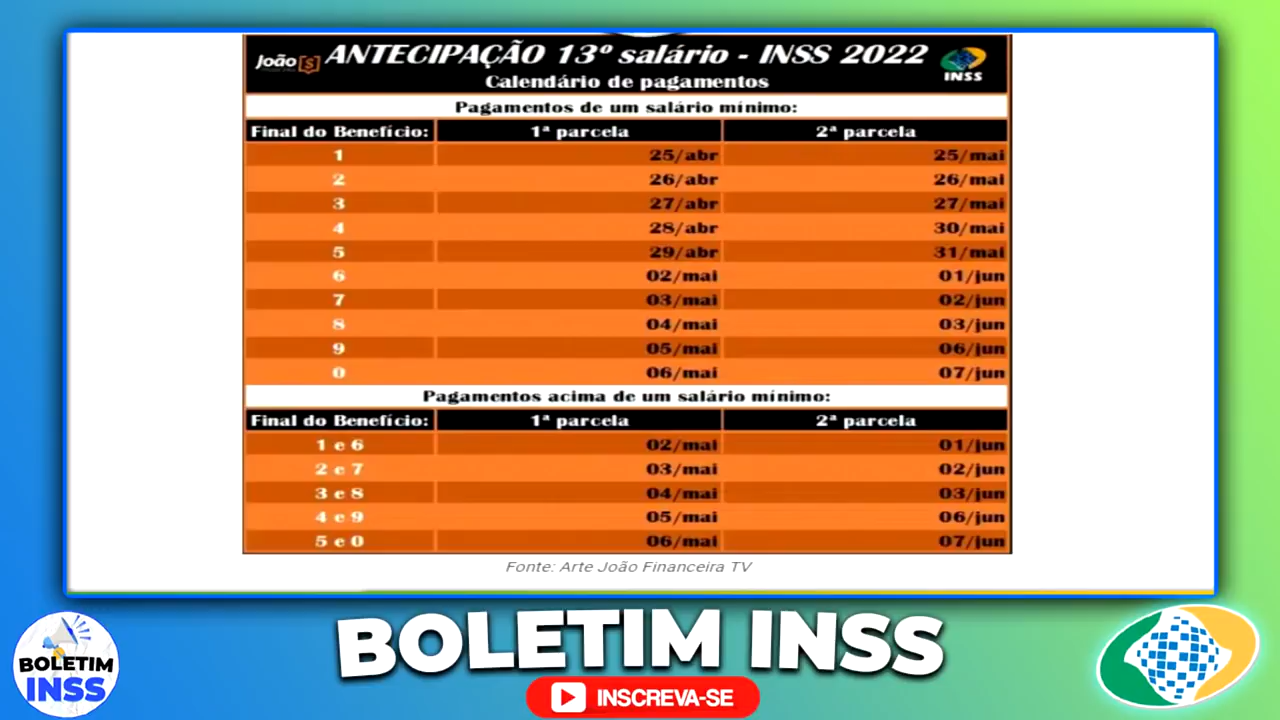 João $ ANTECIPAÇÃO 13º salário - INSS 2022
INSS
Calendário de pagamentos
Pagamentos de um salário mínimo:
Final do Benefício: 1ª parcela 2ª parcela
1 25/abr 25/mai
2 26/abr 26/mai
3 27/abr 27/mai
4 28/abr 30/mai
5 29/abr 31/mai
6 02/mai 01/jun
7 03/mai 02/jun
8 04/mai 03/jun
9 05/mai 06/jun
0 06/mai 07/jun
Pagamentos acima de um salário mínimo:
Final do Benefício: 1ª parcela 2ª parcela
1 e 6 02/mai 01/jun
2 e 7 03/mai 02/jun
3 e 8 04/mai 03/jun
4 e 9 05/mai 06/jun
5 e 0 06/mai 07/jun
Fonte: Arte João Financeira TV
BOLETIM INSS
BOLETIM
INSS
INSCREVA-SE